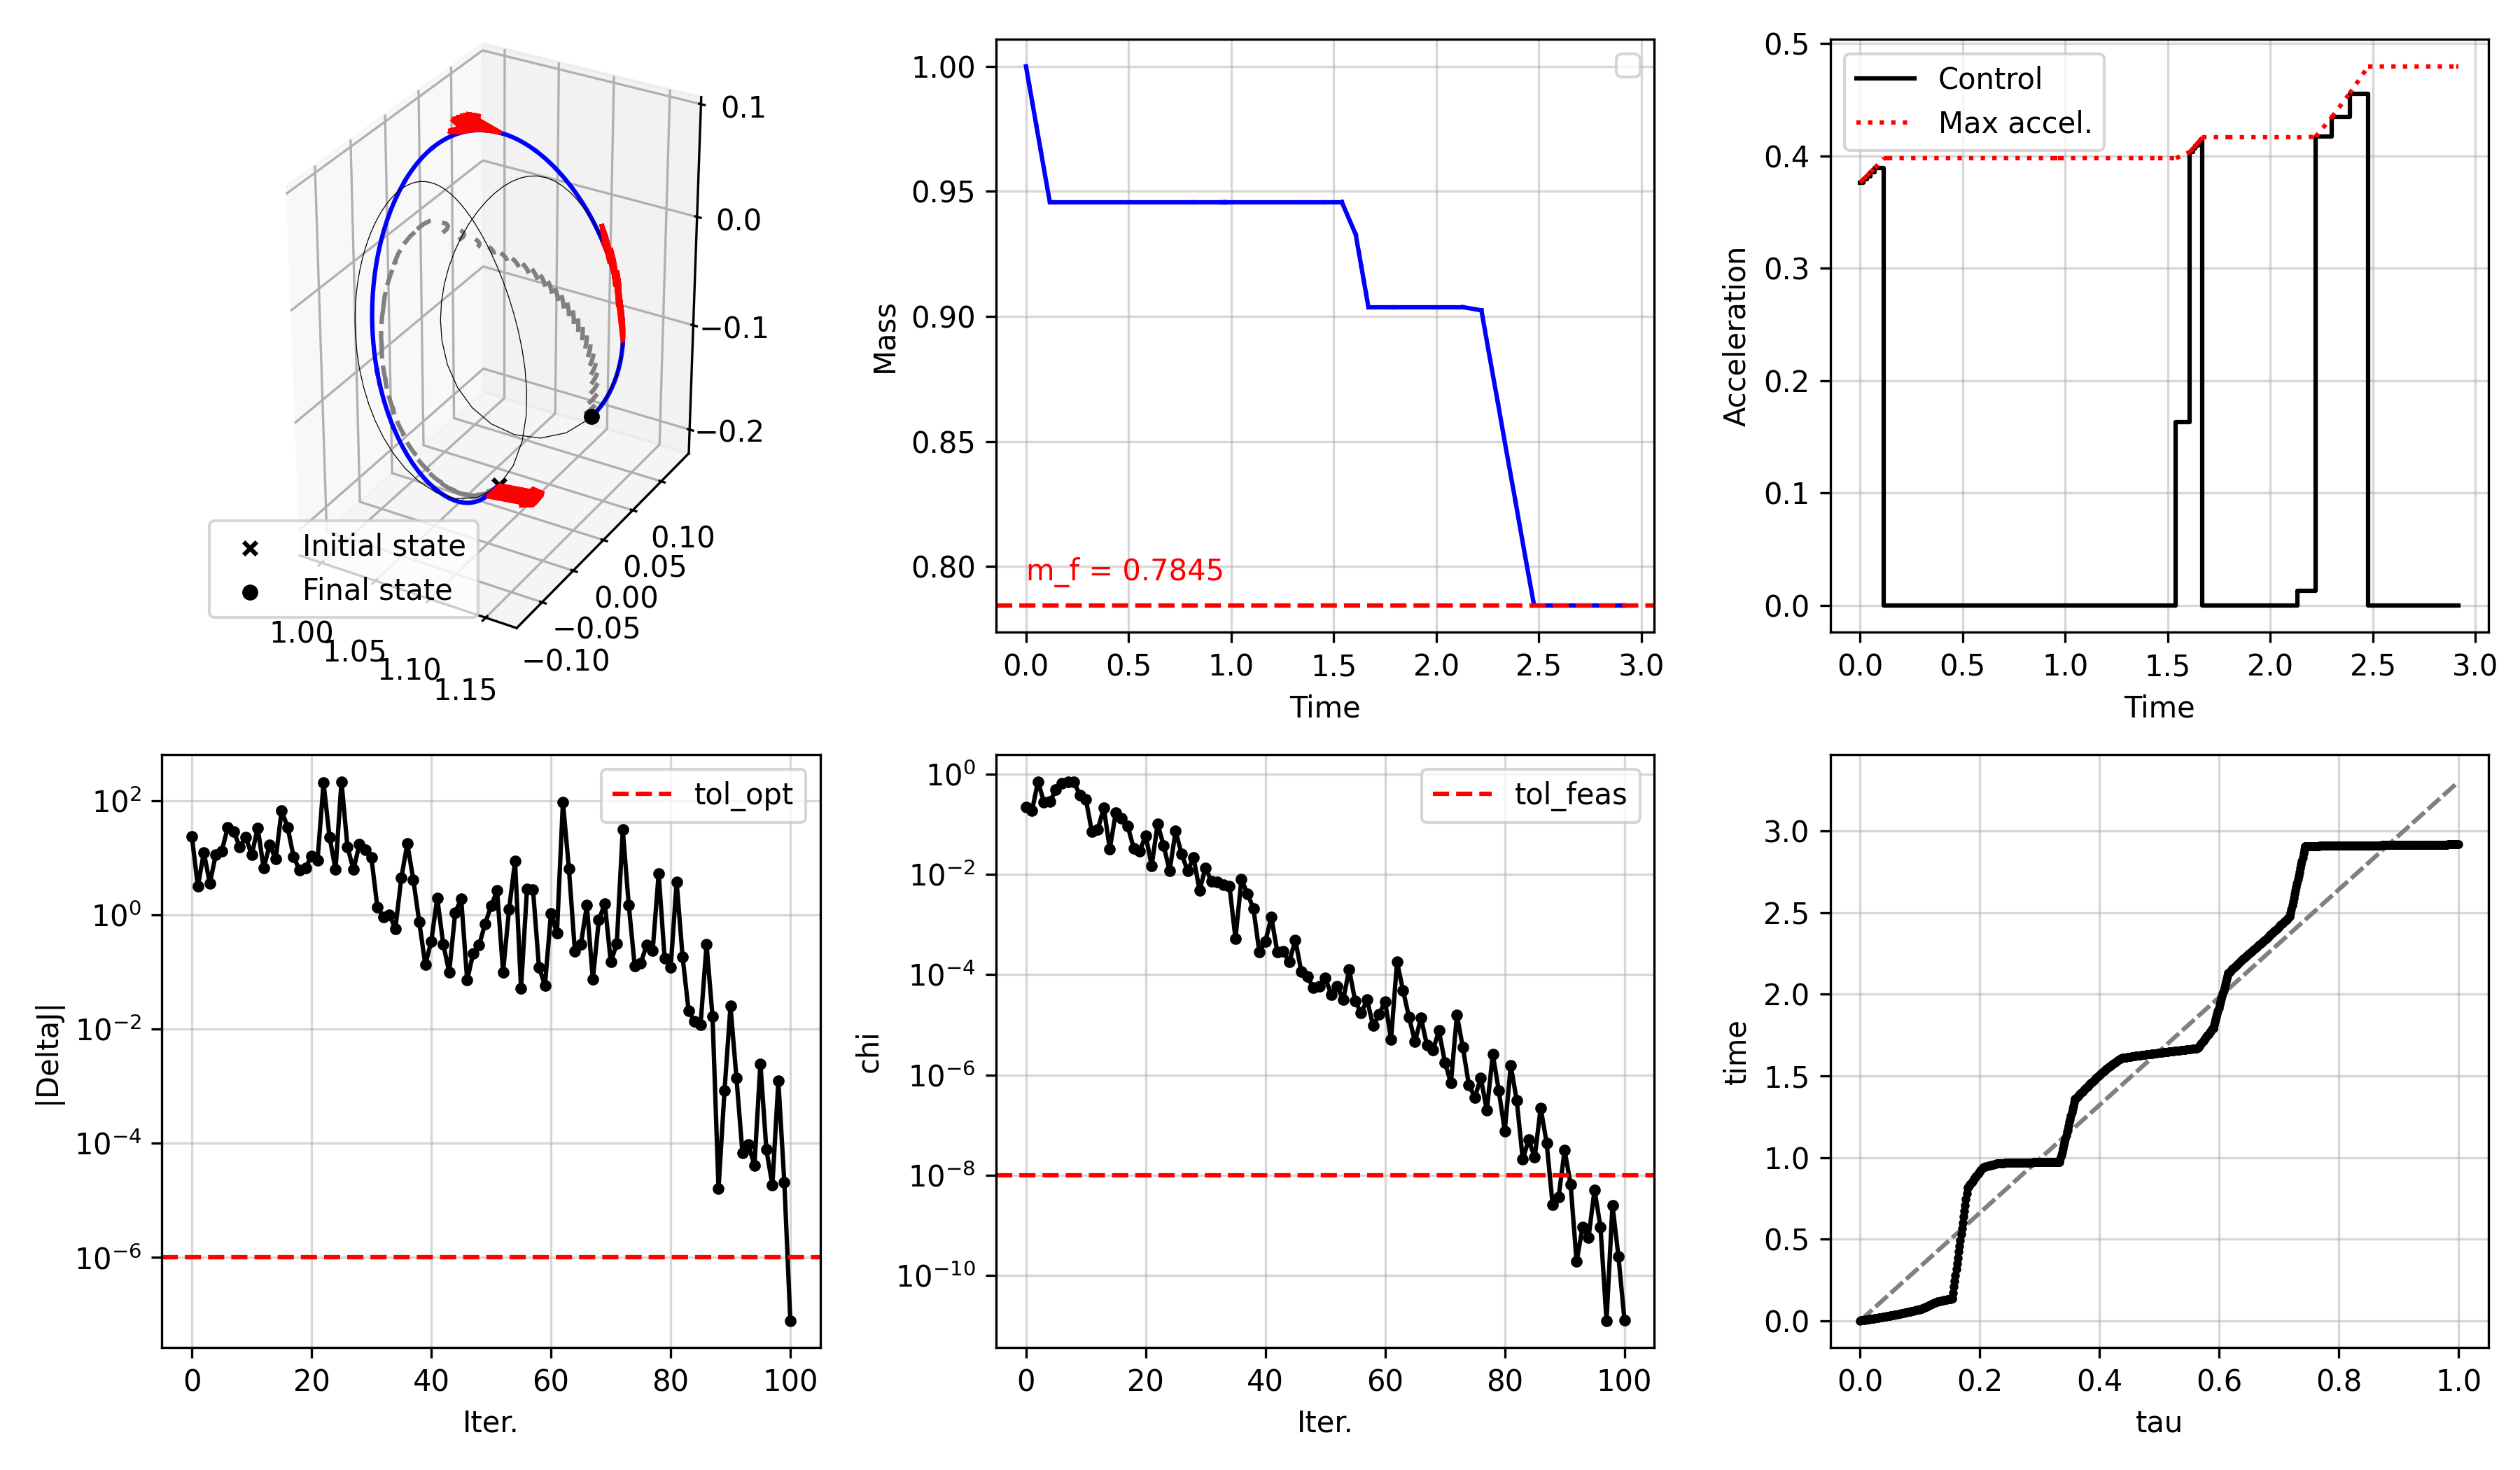 0.1
0.0
−0.1
−0.2
0.10
0.05
0.00
−0.05
−0.10
1.00
1.05
1.10
1.15
Initial state
Final state
1.00
0.95
0.90
0.85
0.80
Mass
m_f = 0.7845
0.0 0.5 1.0 1.5 2.0 2.5 3.0
Time
0.5
0.4
0.3
0.2
0.1
0.0
Acceleration
Control
Max accel.
0.0 0.5 1.0 1.5 2.0 2.5 3.0
Time
10²
10⁰
10⁻²
10⁻⁴
10⁻⁶
|DeltaJ|
tol_opt
0 20 40 60 80 100
Iter.
10⁰
10⁻²
10⁻⁴
10⁻⁶
10⁻⁸
10⁻¹⁰
chi
tol_feas
0 20 40 60 80 100
Iter.
3.0
2.5
2.0
1.5
1.0
0.5
0.0
time
0.0 0.2 0.4 0.6 0.8 1.0
tau